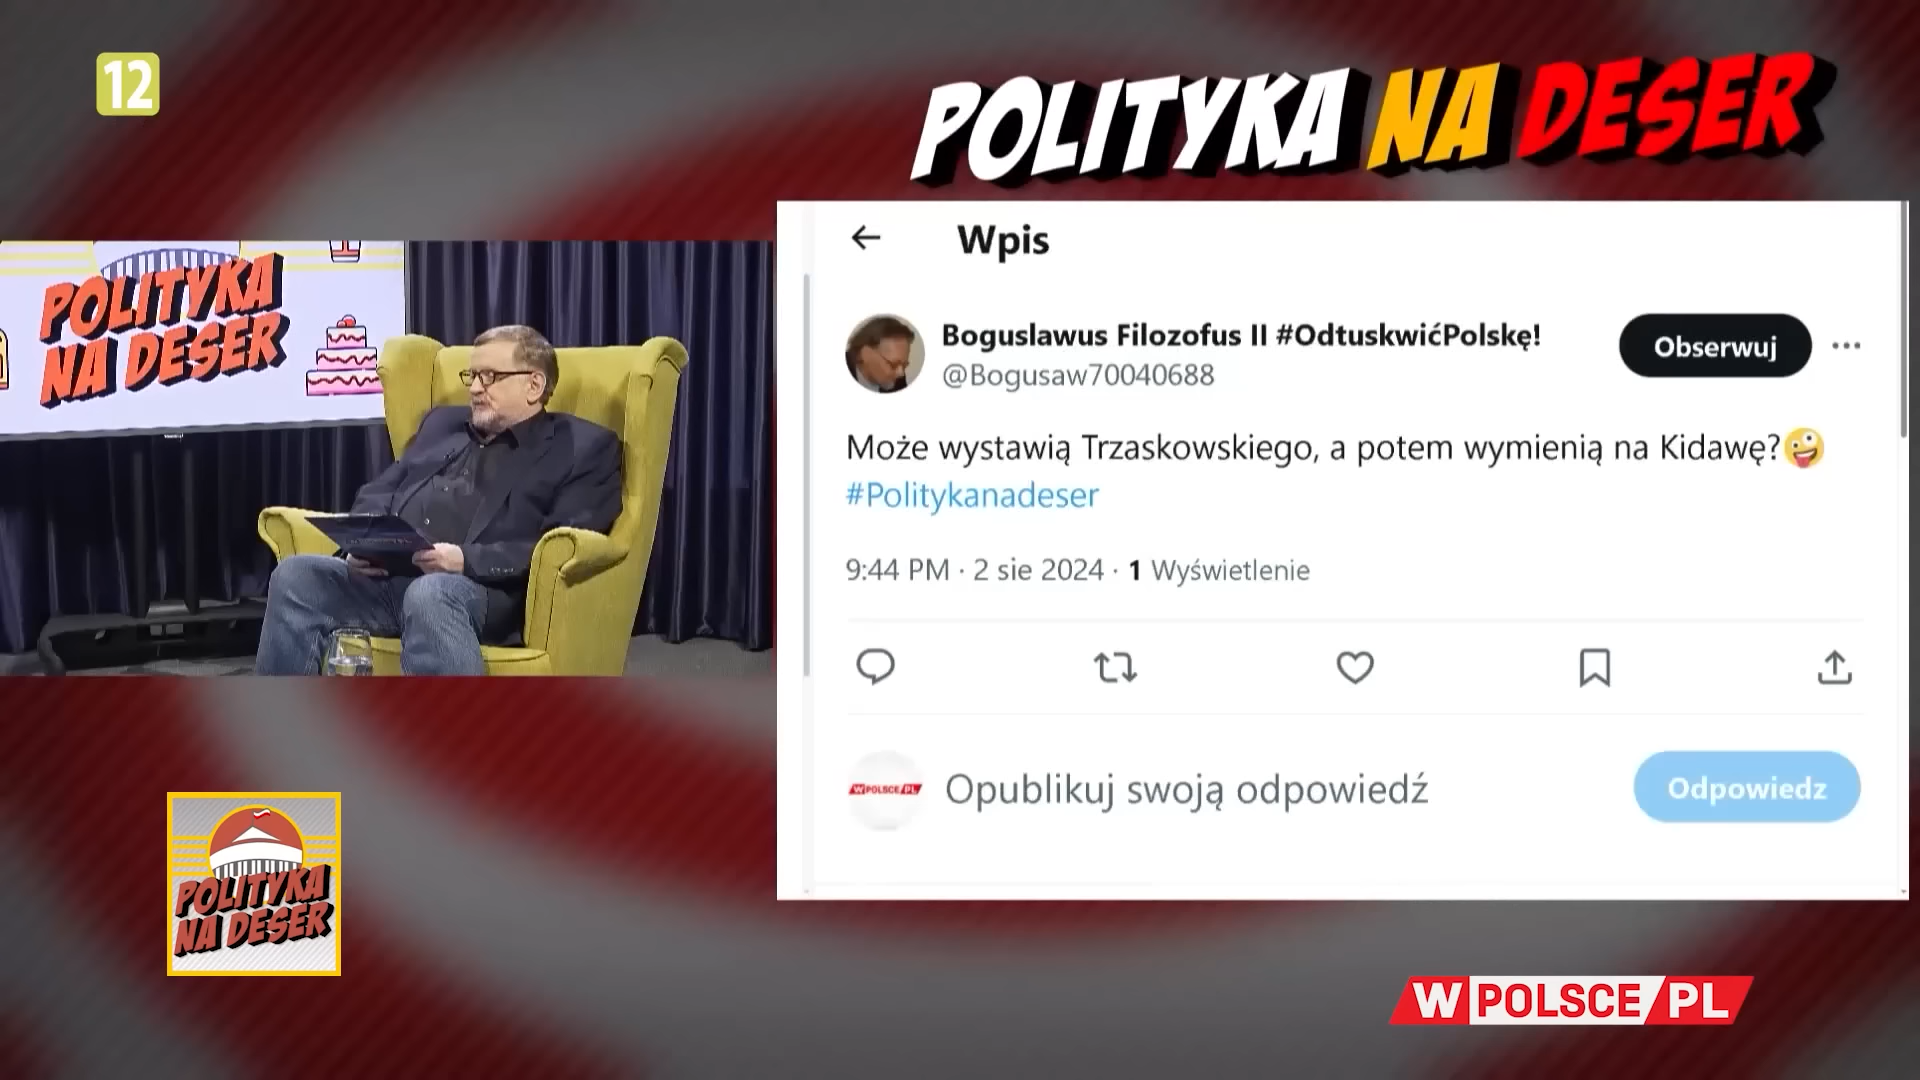 12
POLITYKA NA DESER
POLITYKA
NA DESER
Wpis
Boguslawus Filozofus II #OdtuskwićPolskę!
@Bogusaw70040688
Obserwuj
Może wystawią Trzaskowskiego, a potem wymienią na Kidawę?🤪
#Politykanadeser
9:44 PM · 2 sie 2024 · 1 Wyświetlenie
WPOLSCE/PL
Opublikuj swoją odpowiedź
Odpowiedz
POLITYKA
NA DESER
W POLSCE/PL